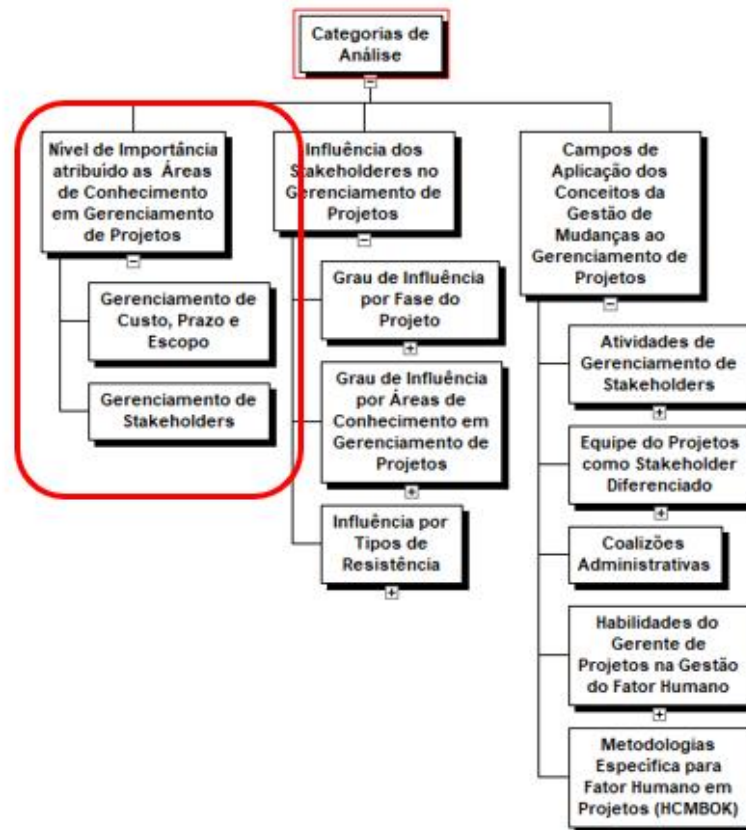 Categorias de
Análise
Nível de Importância
atribuído as Áreas
de Conhecimento
em Gerenciamento
de Projetos
Gerenciamento de
Custo, Prazo e
Escopo
Gerenciamento de
Stakeholders
Influência dos
Stakeholderes no
Gerenciamento de
Projetos
Grau de Influência
por Fase do
Projeto
Grau de Influência
por Áreas de
Conhecimento em
Gerenciamento de
Projetos
Influência por
Tipos de
Resistência
Campos de
Aplicação dos
Conceitos da
Gestão de
Mudanças ao
Gerenciamento de
Projetos
Atividades de
Gerenciamento de
Stakeholders
Equipe do Projetos
como Stakeholder
Diferenciado
Coalizões
Administrativas
Habilidades do
Gerente de
Projetos na Gestão
do Fator Humano
Metodologias
Específica para
Fator Humano em
Projetos (HCMBOK)